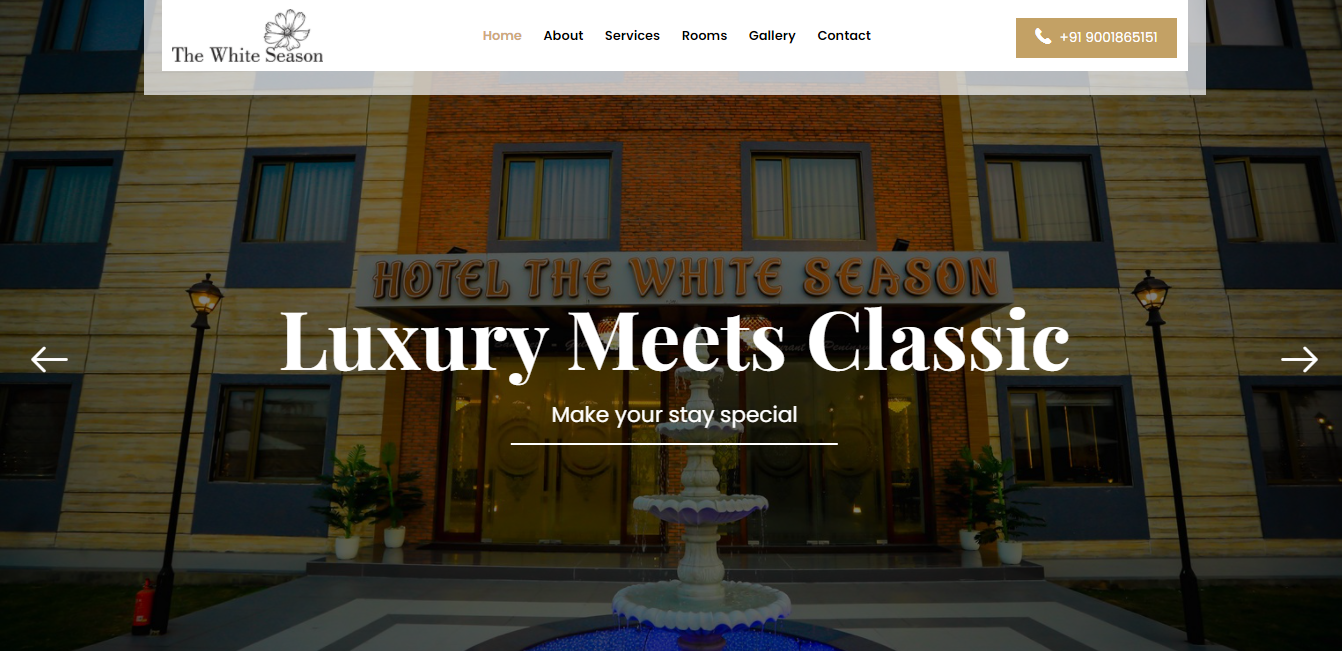 The White Season
Home About Services Rooms Gallery Contact
+91 9001865151
HOTEL THE WHITE SEASON
Luxury Meets Classic
Make your stay special